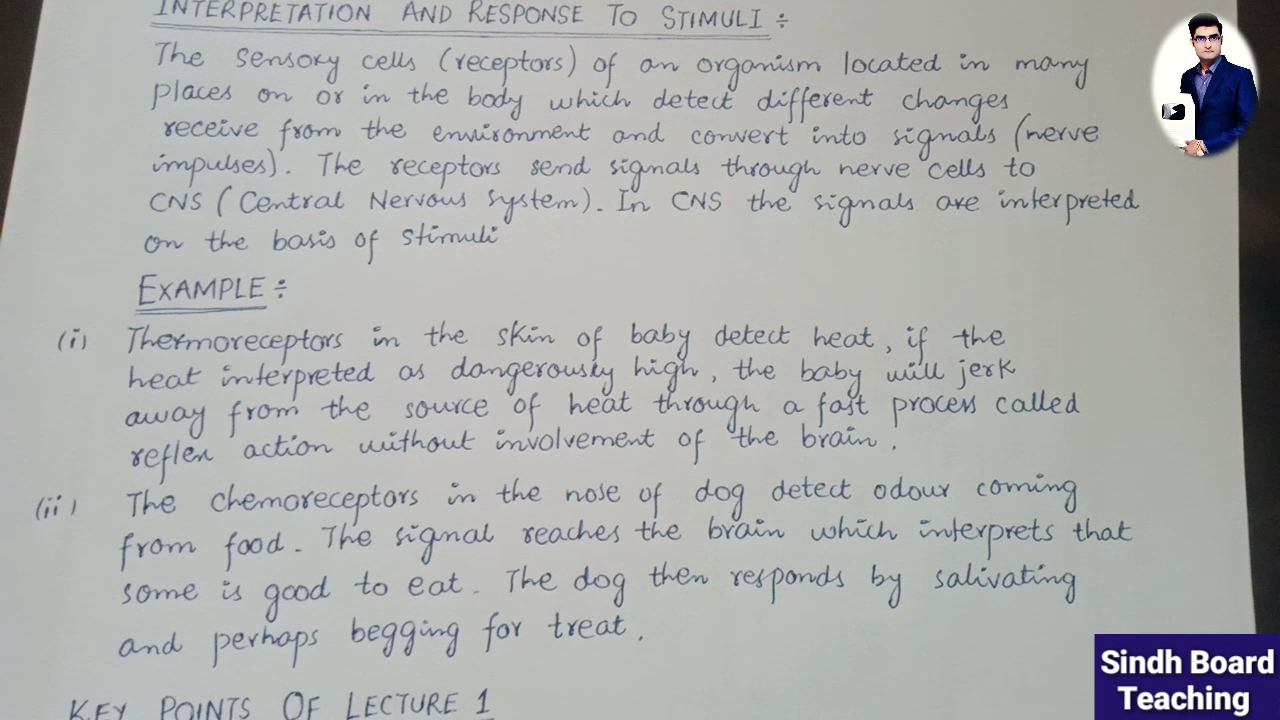 INTERPRETATION AND RESPONSE TO STIMULI :-
The sensory cells (receptors) of an organism located in many
places on or in the body which detect different changes
receive from the environment and convert into signals (nerve
impulses). The receptors send signals through nerve cells to
CNS (Central Nervous System). In CNS the signals are interpreted
on the basis of stimuli
EXAMPLE :-
(i) Thermoreceptors in the skin of baby detect heat, if the
heat interpreted as dangerously high, the baby will jerk
away from the source of heat through a fast process called
reflex action without involvement of the brain.
(ii) The chemoreceptors in the nose of dog detect odour coming
from food. The signal reaches the brain which interprets that
some is good to eat. The dog then responds by salivating
and perhaps begging for treat.
KEY POINTS OF LECTURE 1
Sindh Board
Teaching